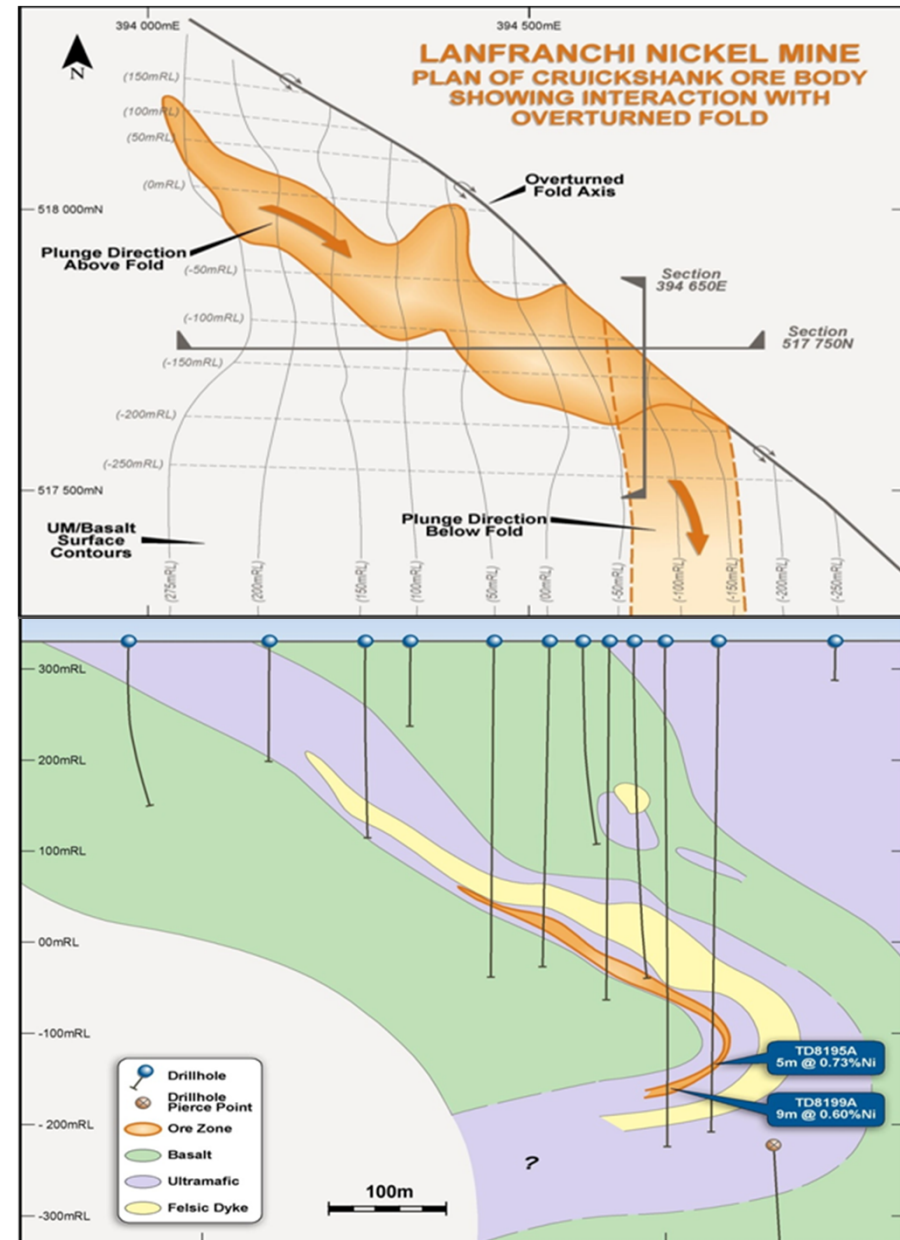 394 000mE
394 500mE
N
LANFRANCHI NICKEL MINE
PLAN OF CRUICKSHANK ORE BODY
SHOWING INTERACTION WITH
OVERTURNED FOLD
(150mRL)
(100mRL)
(50mRL)
(0mRL)
Overturned
Fold Axis
518 000mN
Plunge Direction
Above Fold
(-50mRL)
Section
394 650E
(-100mRL)
Section
517 750N
(-150mRL)
(-200mRL)
(-250mRL)
517 500mN
Plunge Direction
Below Fold
UM/Basalt
Surface
Contours
(275mRL)
(200mRL)
(150mRL)
(100mRL)
(50mRL)
(00mRL)
(-50mRL)
(-100mRL)
(-150mRL)
(-200mRL)
(-250mRL)
300mRL
200mRL
100mRL
00mRL
-100mRL
TD8195A
5m @ 0.73%Ni
TD8199A
9m @ 0.60%Ni
- 200mRL
-300mRL
?
Drillhole
Drillhole
Pierce Point
Ore Zone
Basalt
Ultramafic
Felsic Dyke
100m